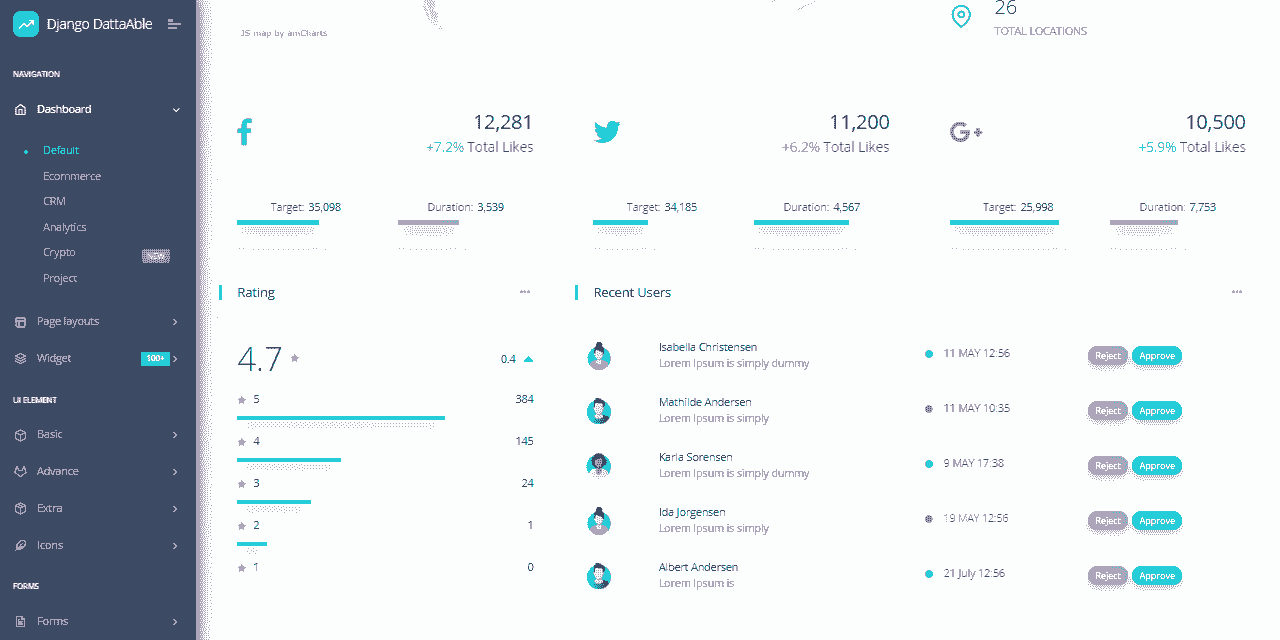 Django DattaAble
NAVIGATION
Dashboard
Default
Ecommerce
CRM
Analytics
Crypto
NEW
Project
Page layouts
Widget
100+
UI ELEMENT
Basic
Advance
Extra
Icons
FORMS
Forms
JS map by amCharts
26
TOTAL LOCATIONS
12,281
+7.2% Total Likes
Target: 35,098
Duration: 3,539
11,200
+6.2% Total Likes
Target: 34,185
Duration: 4,567
G+
10,500
+5.9% Total Likes
Target: 25,998
Duration: 7,753
Rating
4.7
0.4
5 384
4 145
3 24
2 1
1 0
Recent Users
Isabella Christensen
Lorem Ipsum is simply dummy
11 MAY 12:56
Reject Approve
Mathilde Andersen
Lorem Ipsum is simply
11 MAY 10:35
Reject Approve
Karla Sorensen
Lorem Ipsum is simply dummy
9 MAY 17:38
Reject Approve
Ida Jorgensen
Lorem Ipsum is simply
19 MAY 12:56
Reject Approve
Albert Andersen
Lorem Ipsum is
21 July 12:56
Reject Approve